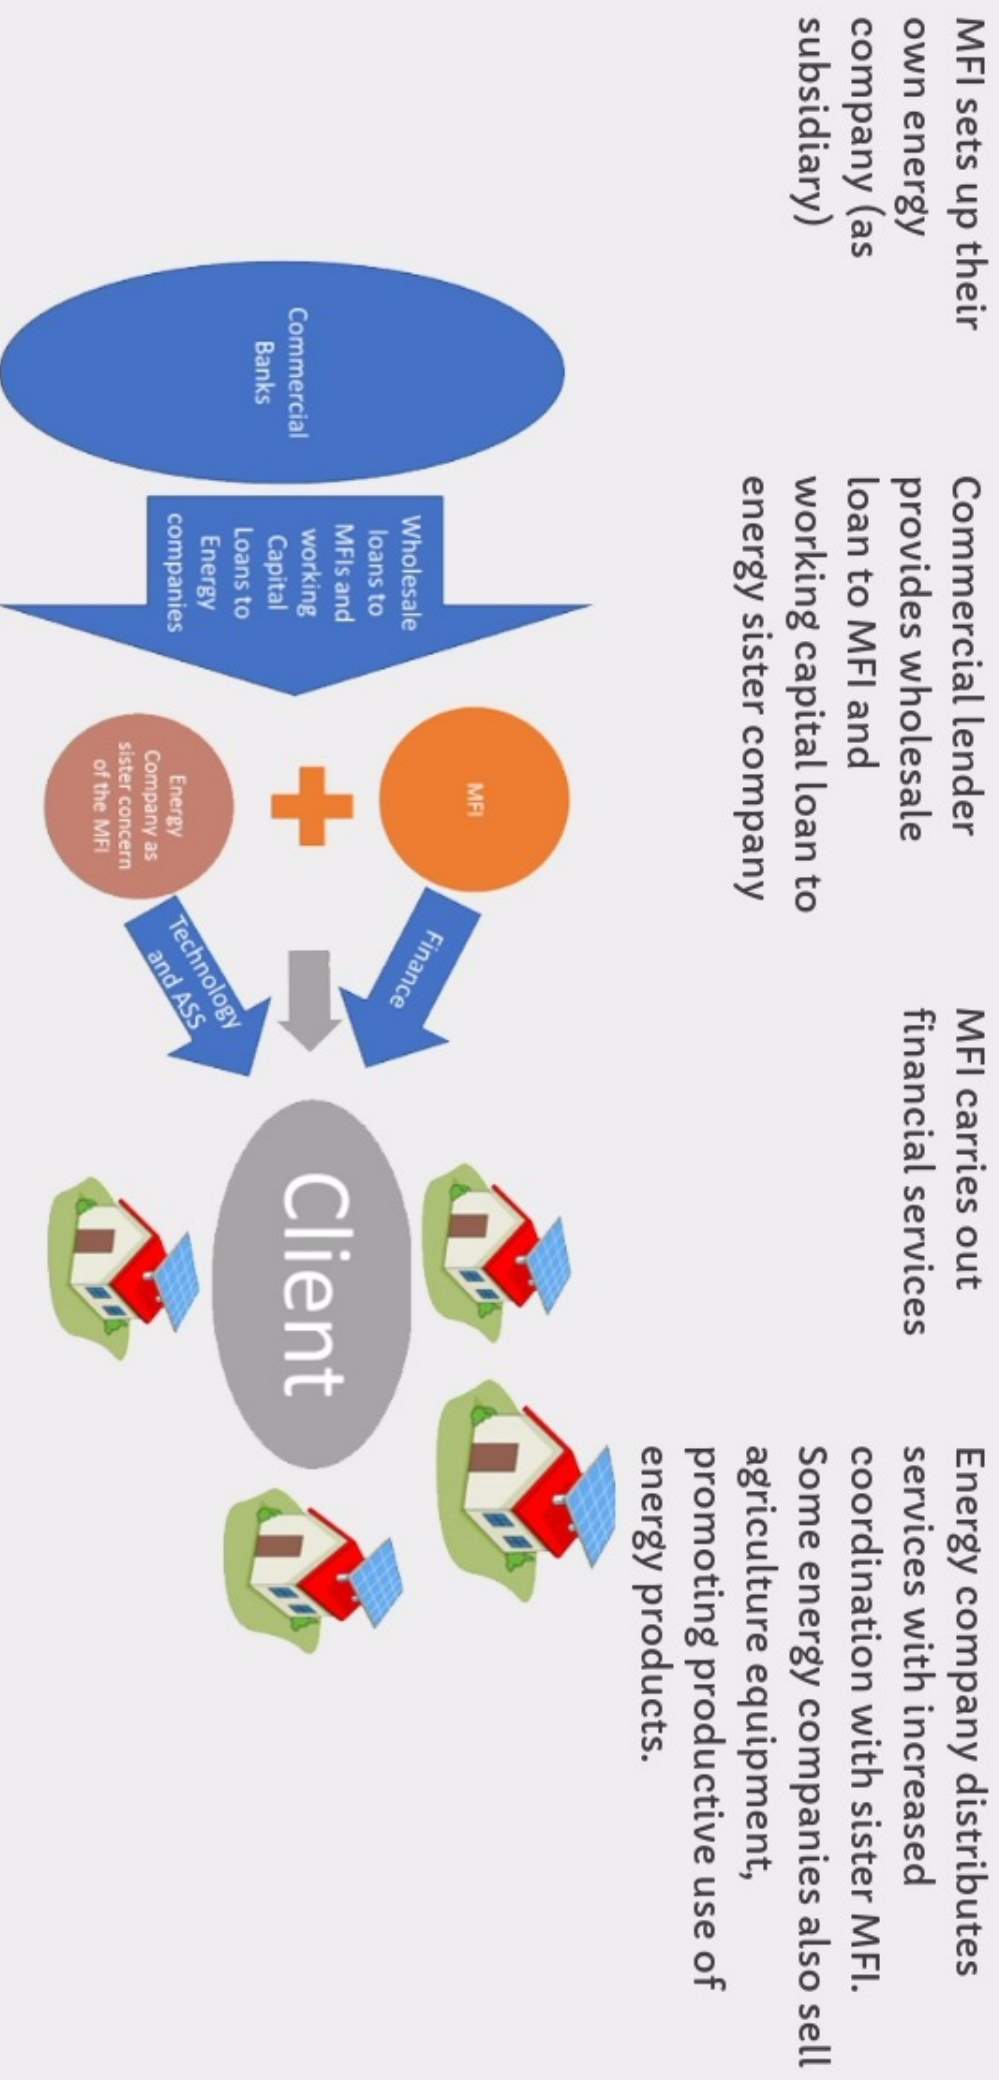 MFI sets up their
own energy
company (as
subsidiary)
Commercial lender
provides wholesale
loan to MFI and
working capital loan to
energy sister company
MFI carries out
financial services
Energy company distributes
services with increased
coordination with sister MFI.
Some energy companies also sell
agriculture equipment,
promoting productive use of
energy products.
Commercial
Banks
Wholesale
loans to
MFIs and
working
Capital
Loans to
Energy
companies
MFI
Energy
Company as
sister concern
of the MFI
Finance
Technology
and ASS
Client